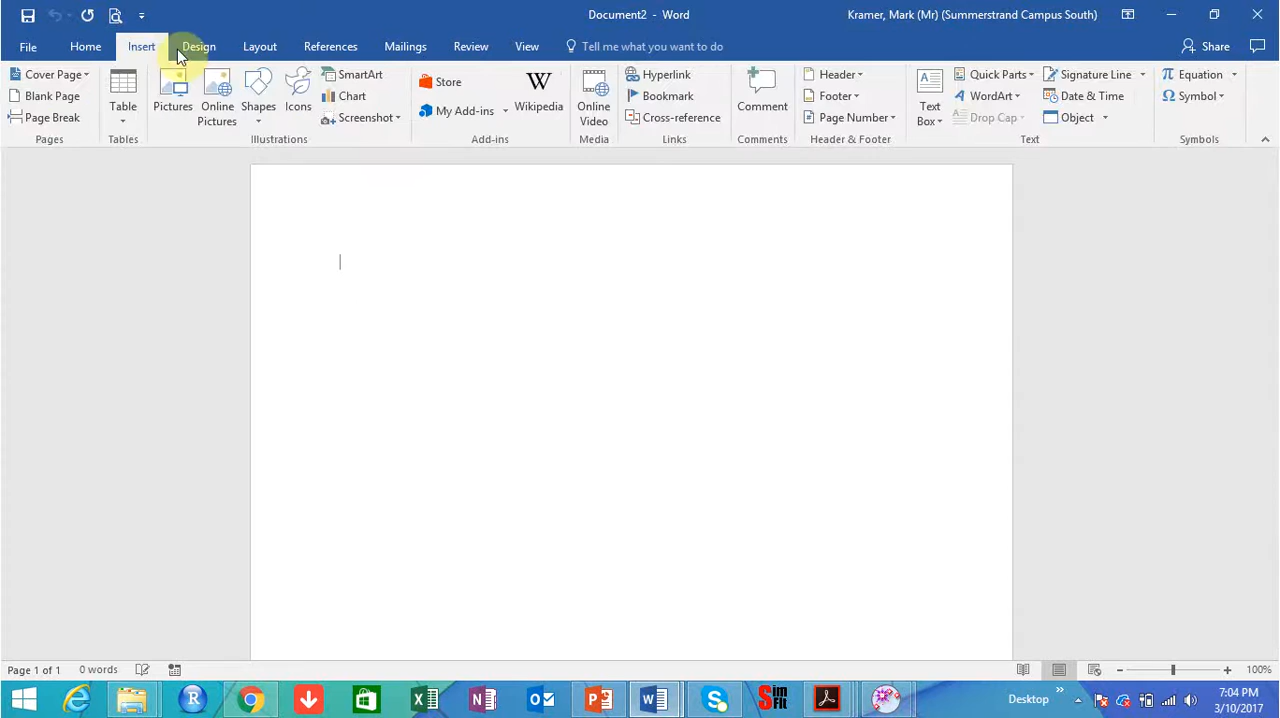 Document2 - Word
Kramer, Mark (Mr) (Summerstrand Campus South)
File Home Insert Design Layout References Mailings Review View Tell me what you want to do Share
Cover Page
Blank Page
Page Break
Pages
Table
Tables
Pictures
Online Pictures
Shapes
Icons
SmartArt
Chart
Screenshot
Illustrations
Store
My Add-ins
W
Wikipedia
Add-ins
Online Video
Media
Hyperlink
Bookmark
Cross-reference
Links
Comment
Comments
Header
Footer
Page Number
Header & Footer
Text Box
Quick Parts
WordArt
Drop Cap
Signature Line
Date & Time
Object
Text
π Equation
Ω Symbol
Symbols
Page 1 of 1 0 words 100%
Desktop
7:04 PM
3/10/2017
Sim
Fit